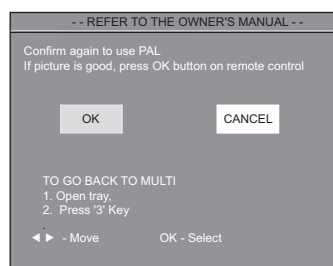 - - REFER TO THE OWNER'S MANUAL - -
Confirm again to use PAL
If picture is good, press OK button on remote control
OK CANCEL
TO GO BACK TO MULTI
1. Open tray,
2. Press '3' Key
◄ ► - Move OK - Select